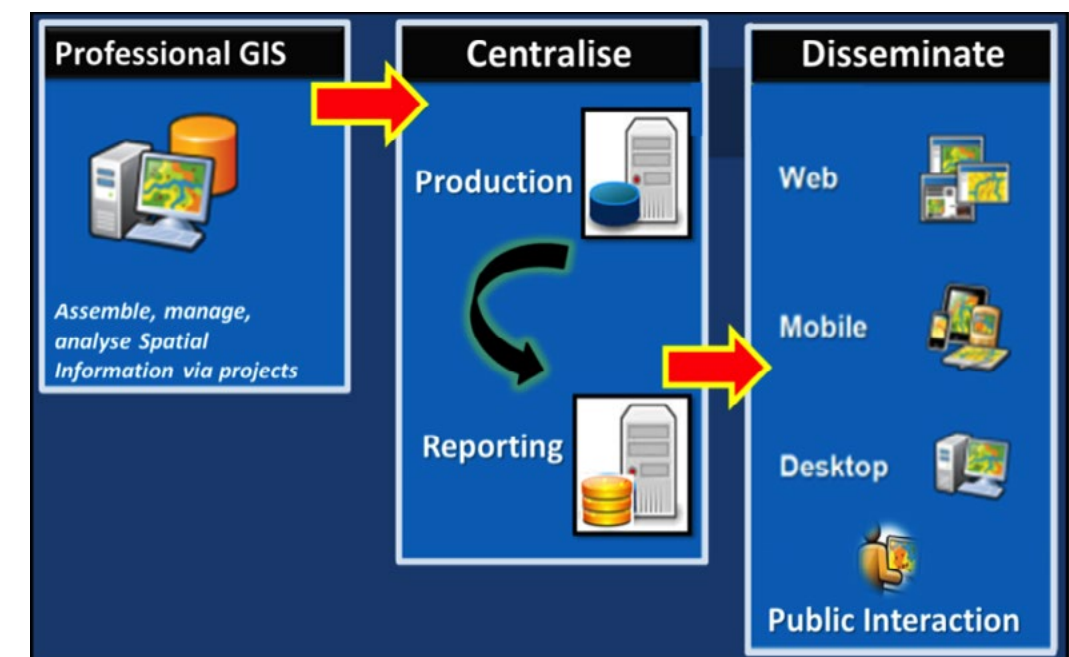 Professional GIS
Assemble, manage,
analyse Spatial
Information via projects
Centralise
Production
Reporting
Disseminate
Web
Mobile
Desktop
Public Interaction